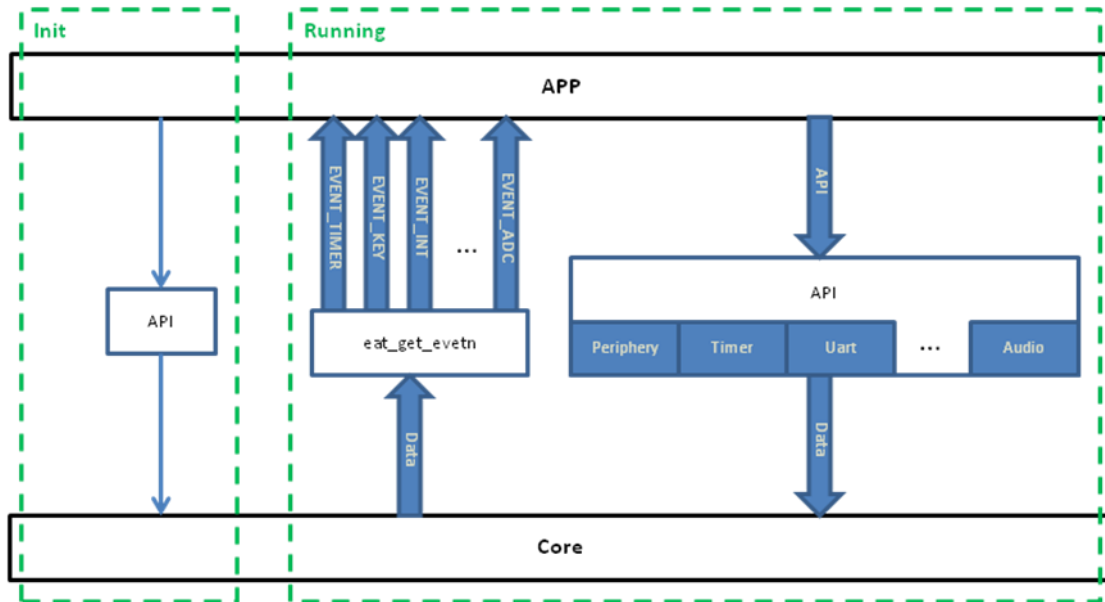 Init
Running
APP
EVENT_TIMER
EVENT_KEY
EVENT_INT
...
EVENT_ADC
API
API
API
eat_get_evetn
Periphery
Timer
Uart
...
Audio
Data
Data
Core